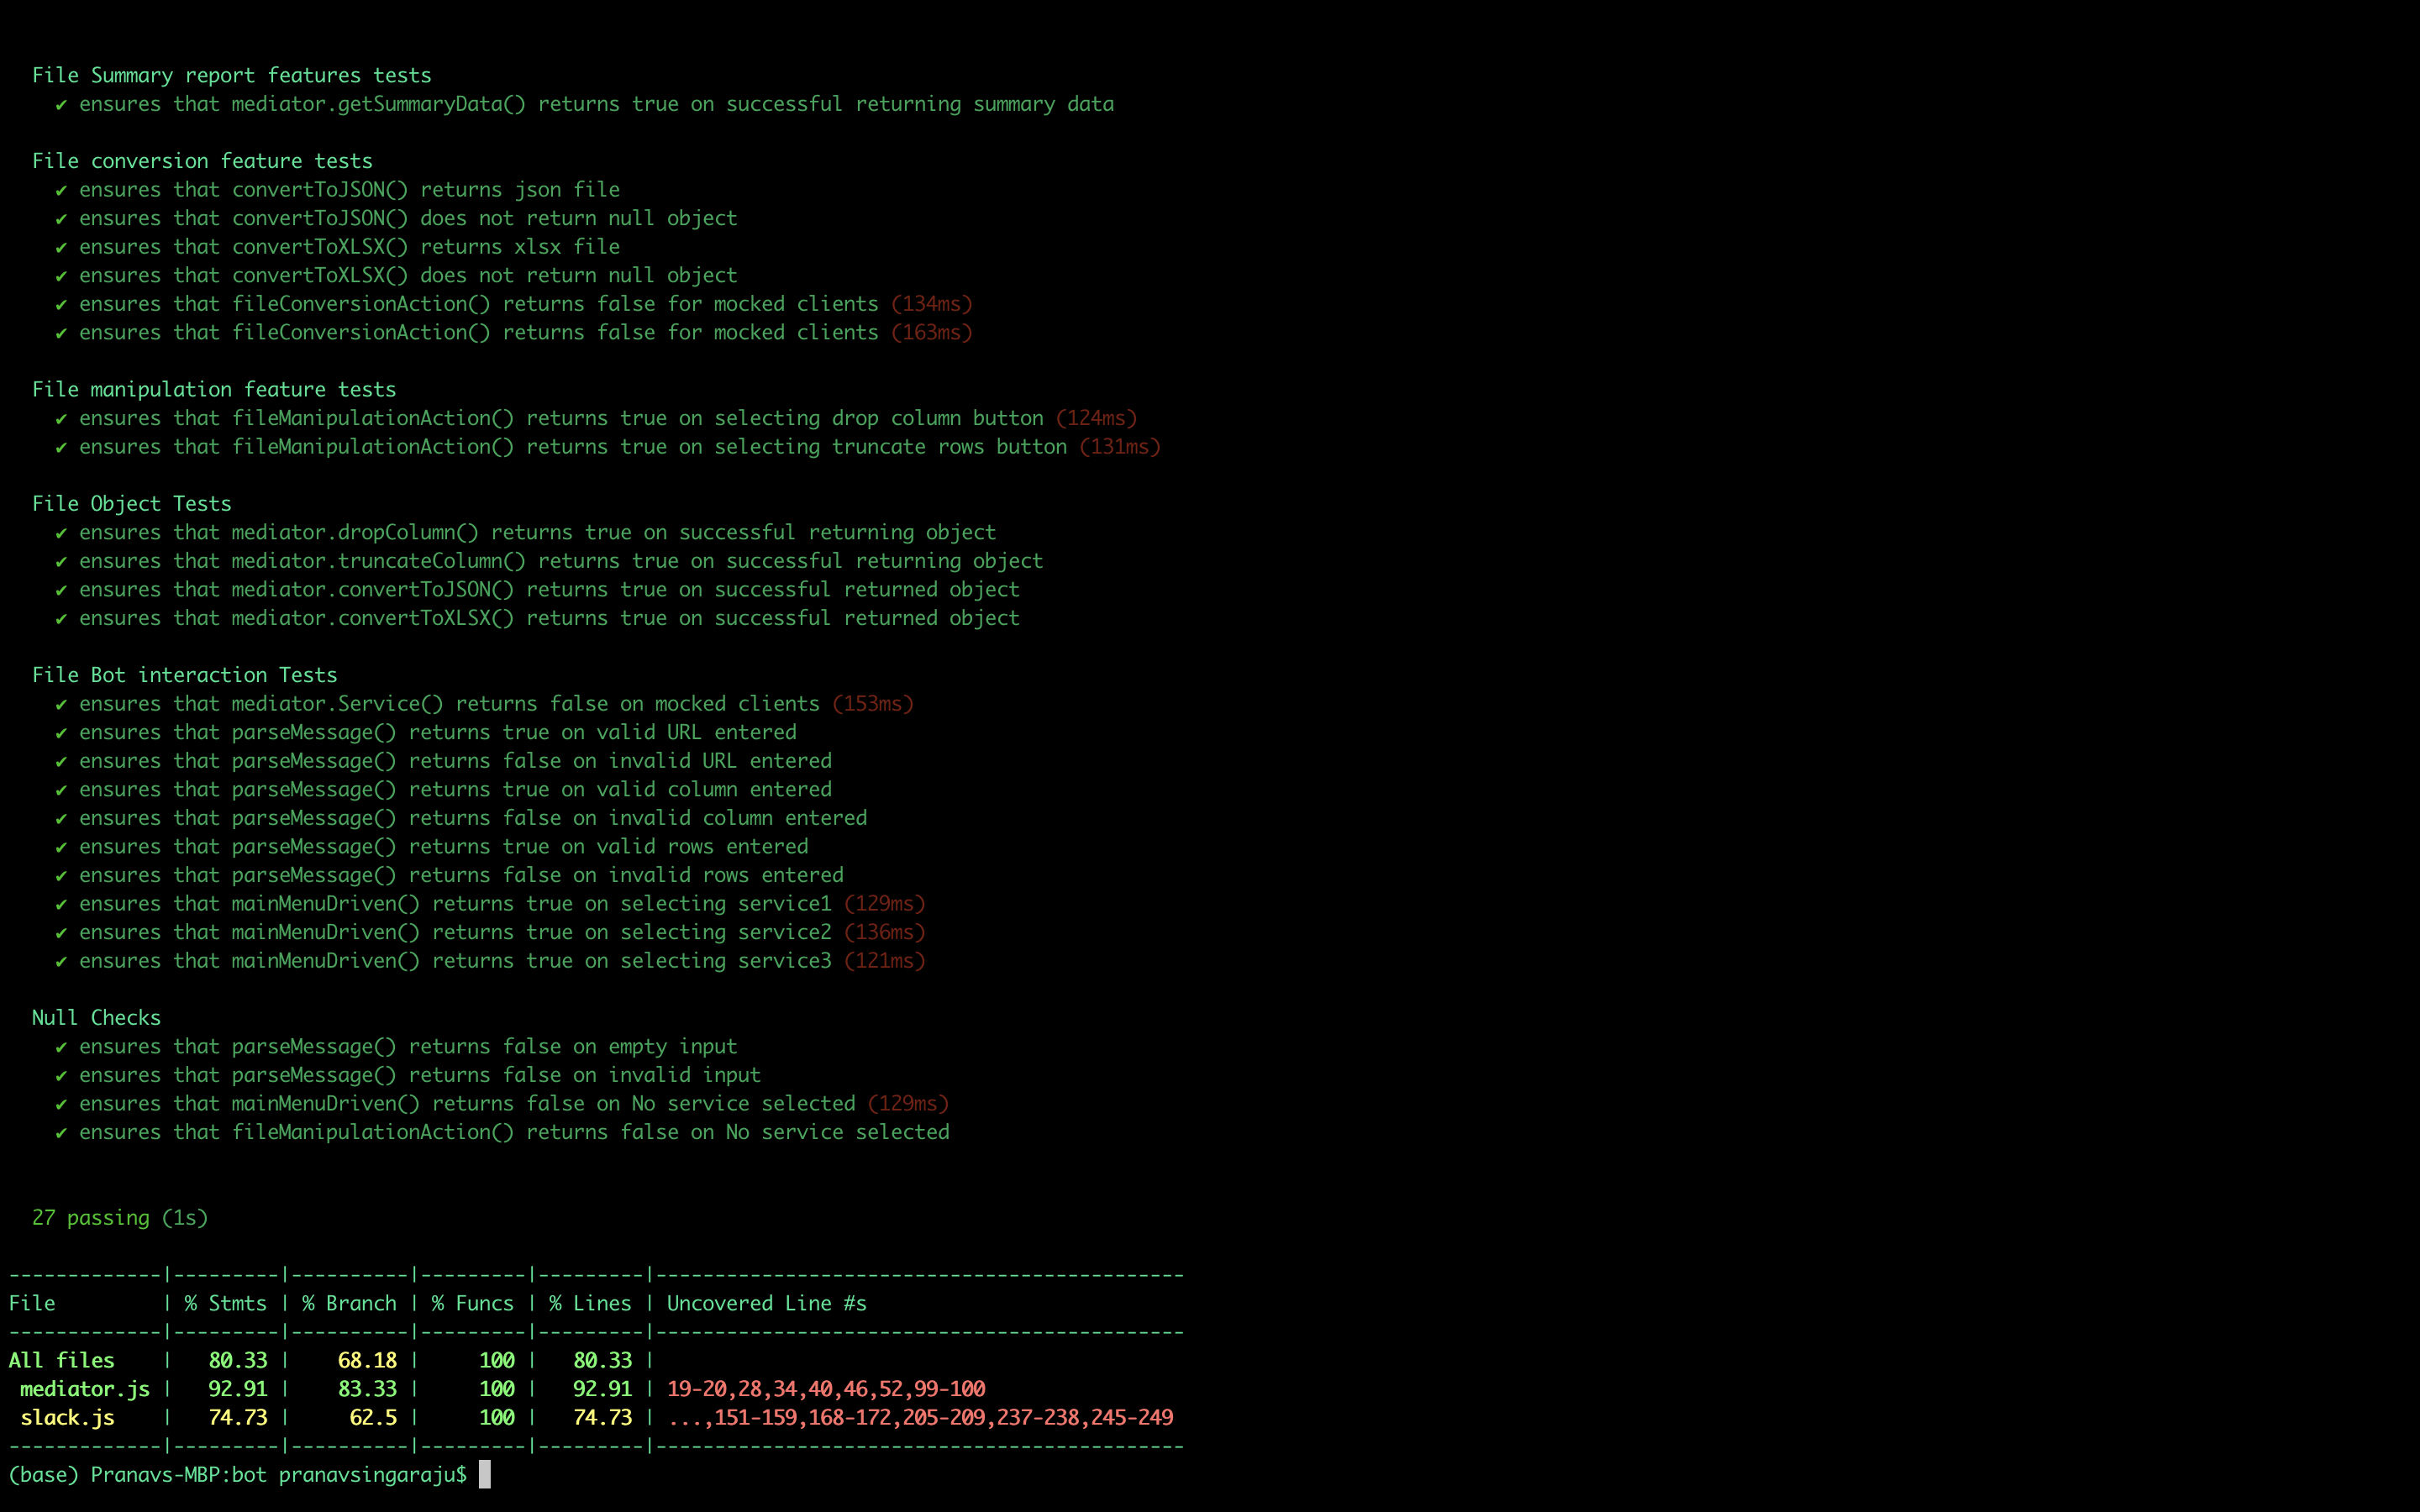 File Summary report features tests
✔ ensures that mediator.getSummaryData() returns true on successful returning summary data
File conversion feature tests
✔ ensures that convertToJSON() returns json file
✔ ensures that convertToJSON() does not return null object
✔ ensures that convertToXLSX() returns xlsx file
✔ ensures that convertToXLSX() does not return null object
✔ ensures that fileConversionAction() returns false for mocked clients (134ms)
✔ ensures that fileConversionAction() returns false for mocked clients (163ms)
File manipulation feature tests
✔ ensures that fileManipulationAction() returns true on selecting drop column button (124ms)
✔ ensures that fileManipulationAction() returns true on selecting truncate rows button (131ms)
File Object Tests
✔ ensures that mediator.dropColumn() returns true on successful returning object
✔ ensures that mediator.truncateColumn() returns true on successful returning object
✔ ensures that mediator.convertToJSON() returns true on successful returned object
✔ ensures that mediator.convertToXLSX() returns true on successful returned object
File Bot interaction Tests
✔ ensures that mediator.Service() returns false on mocked clients (153ms)
✔ ensures that parseMessage() returns true on valid URL entered
✔ ensures that parseMessage() returns false on invalid URL entered
✔ ensures that parseMessage() returns true on valid column entered
✔ ensures that parseMessage() returns false on invalid column entered
✔ ensures that parseMessage() returns true on valid rows entered
✔ ensures that parseMessage() returns false on invalid rows entered
✔ ensures that mainMenuDriven() returns true on selecting service1 (129ms)
✔ ensures that mainMenuDriven() returns true on selecting service2 (136ms)
✔ ensures that mainMenuDriven() returns true on selecting service3 (121ms)
Null Checks
✔ ensures that parseMessage() returns false on empty input
✔ ensures that parseMessage() returns false on invalid input
✔ ensures that mainMenuDriven() returns false on No service selected (129ms)
✔ ensures that fileManipulationAction() returns false on No service selected
27 passing (1s)
-------------|---------|----------|---------|---------|---------------------------------------------
File         | % Stmts | % Branch | % Funcs | % Lines | Uncovered Line #s
-------------|---------|----------|---------|---------|---------------------------------------------
All files    |   80.33 |    68.18 |     100 |   80.33 |
 mediator.js |   92.91 |    83.33 |     100 |   92.91 | 19-20,28,34,40,46,52,99-100
 slack.js    |   74.73 |     62.5 |     100 |   74.73 | ...,151-159,168-172,205-209,237-238,245-249
-------------|---------|----------|---------|---------|---------------------------------------------
(base) Pranavs-MBP:bot pranavsingaraju$